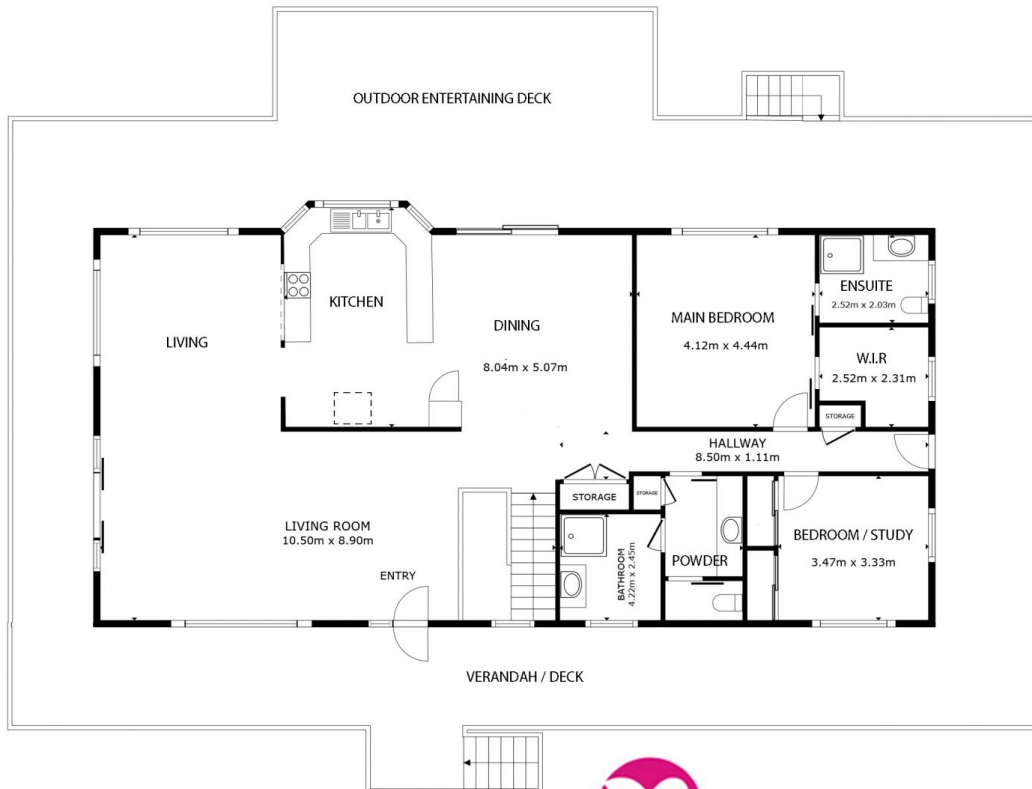 OUTDOOR ENTERTAINING DECK
LIVING
KITCHEN
DINING
8.04m x 5.07m
MAIN BEDROOM
4.12m x 4.44m
ENSUITE
2.52m x 2.03m
W.I.R
2.52m x 2.31m
STORAGE
HALLWAY
8.50m x 1.11m
LIVING ROOM
10.50m x 8.90m
ENTRY
STORAGE
STORAGE
BATHROOM
4.22m x 2.45m
POWDER
BEDROOM / STUDY
3.47m x 3.33m
VERANDAH / DECK